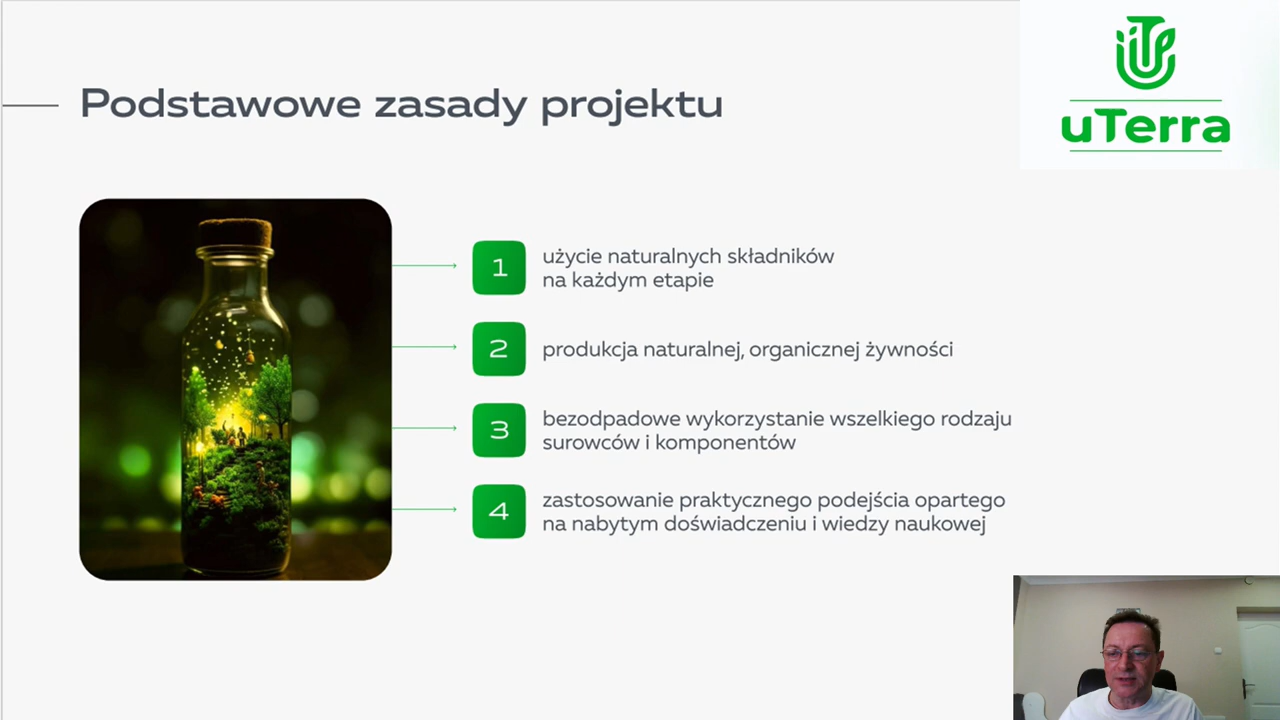 Podstawowe zasady projektu
uTerra
1
użycie naturalnych składników
na każdym etapie
2
produkcja naturalnej, organicznej żywności
3
bezodpadowe wykorzystanie wszelkiego rodzaju
surowców i komponentów
4
zastosowanie praktycznego podejścia opartego
na nabytym doświadczeniu i wiedzy naukowej